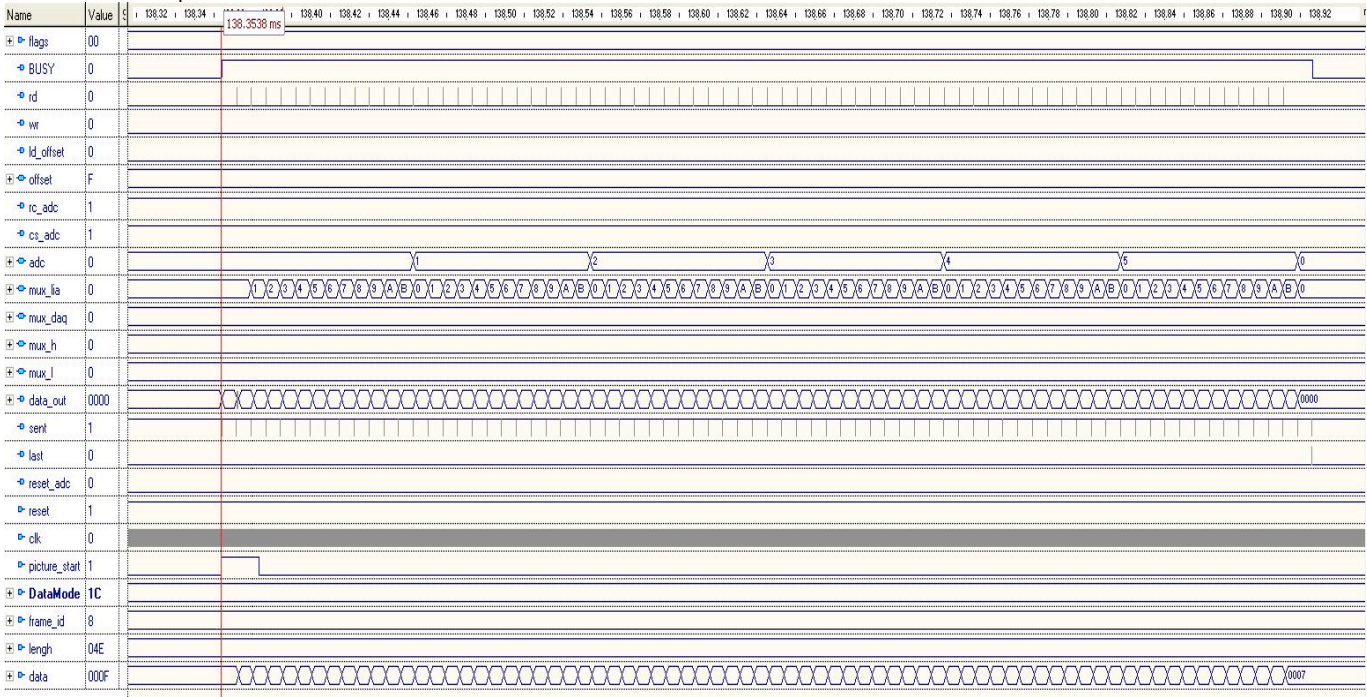 Name Value S 138,32 138,34 138,40 138,42 138,44 138,46 138,48 138,50 138,52 138,54 138,56 138,58 138,60 138,62 138,64 138,66 138,68 138,70 138,72 138,74 138,76 138,78 138,80 138,82 138,84 138,86 138,88 138,90 138,92
138.3538 ms
flags 00
BUSY 0
rd 0
wr 0
ld_offset 0
offset F
rc_adc 1
cs_adc 1
adc 0 1 2 3 4 5 0
mux_lia 0 1 2 3 4 5 6 7 8 9 A B 0 1 2 3 4 5 6 7 8 9 A B 0 1 2 3 4 5 6 7 8 9 A B 0 1 2 3 4 5 6 7 8 9 A B 0 1 2 3 4 5 6 7 8 9 A B 0 1 2 3 4 5 6 7 8 9 A B 0
mux_daq 0
mux_h 0
mux_l 0
data_out 0000 0000
sent 1
last 0
reset_adc 0
reset 1
clk 0
picture_start 1
DataMode 1C
frame_id 8
lengh 04E
data 000F 0007